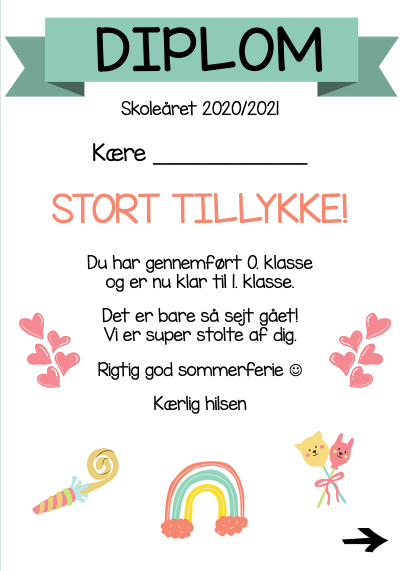 DIPLOM
Skoleåret 2020/2021
Kære _______________
STORT TILLYKKE!
Du har gennemført 0. klasse
og er nu klar til 1. klasse.
Det er bare så sejt gået!
Vi er super stolte af dig.
Rigtig god sommerferie ☺
Kærlig hilsen